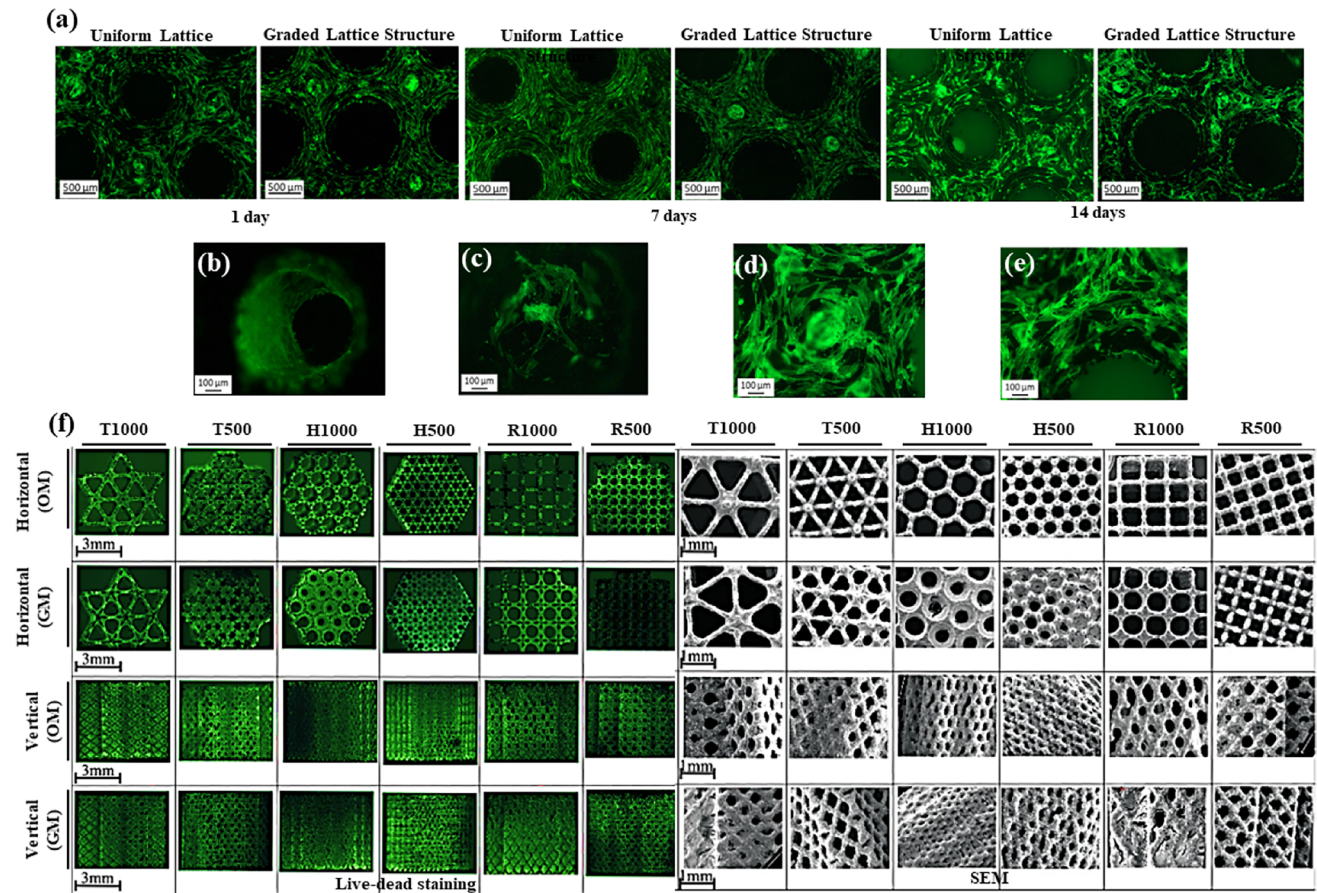 (a)
Uniform Lattice Structure
Graded Lattice Structure
Uniform Lattice Structure
Graded Lattice Structure
Uniform Lattice Structure
Graded Lattice Structure
500 μm
500 μm
500 μm
500 μm
500 μm
500 μm
1 day
7 days
14 days
(b)
(c)
(d)
(e)
100 μm
100 μm
100 μm
100 μm
(f)
T1000 T500 H1000 H500 R1000 R500 T1000 T500 H1000 H500 R1000 R500
Horizontal
(OM)
3mm
1mm
Horizontal
(GM)
3mm
1mm
Vertical
(OM)
3mm
1mm
Vertical
(GM)
3mm
1mm
Live-dead staining
SEM